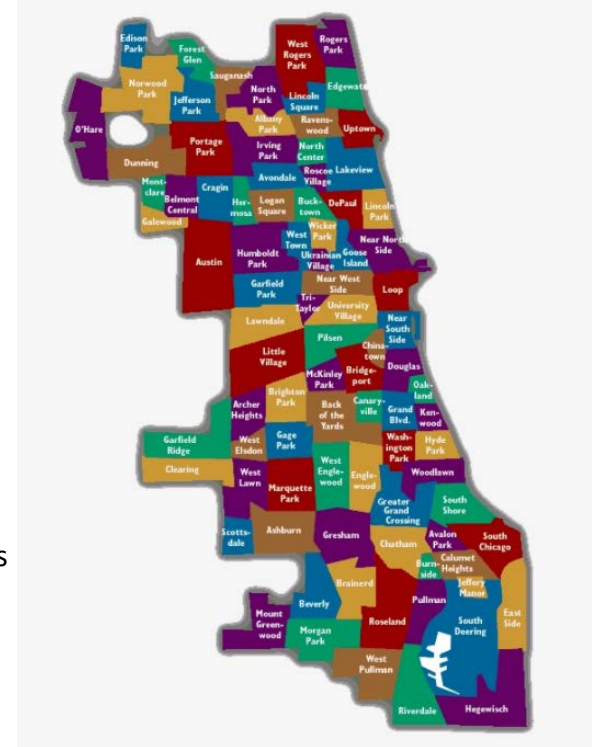 Edison
Park
Forest
Glen
West
Rogers
Park
Rogers
Park
Sauganash
Norwood
Park
Jefferson
Park
North
Park
Lincoln
Square
Edgewate
O'Hare
Albany
Park
Ravens-
wood
Uptown
Portage
Park
Irving
Park
North
Center
Dunning
Avondale
Roscoe
Village
Lakeview
Mont-
clare
Belmont
Central
Cragin
Her-
mosa
Logan
Square
Buck-
town
DePaul
Lincoln
Park
Galewood
Wicker
Park
West
Town
Near North
Side
Austin
Humboldt
Park
Ukrainian
Village
Goose
Island
Garfield
Park
Near West
Side
Loop
Tri-
Taylor
University
Village
Lawndale
Near
South
Side
Pilsen
China-
town
Little
Village
McKinley
Park
Bridge-
port
Douglas
Oak-
land
Brighton
Park
Archer
Heights
Back
of the
Yards
Canary-
ville
Grand
Blvd.
Ken-
wood
Garfield
Ridge
West
Elsdon
Gage
Park
Wash-
ington
Park
Hyde
Park
Clearing
West
Lawn
Marquette
Park
West
Engle-
wood
Engle-
wood
Woodlawn
Greater
Grand
Crossing
South
Shore
s
Scotts-
dale
Ashburn
Gresham
Chatham
Avalon
Park
South
Chicago
Burn-
side
Calumet
Heights
Jeffery
Manor
Brainerd
Beverly
Pullman
East
Side
Mount
Green-
wood
Morgan
Park
Roseland
South
Deering
West
Pullman
Riverdale
Hegewisch